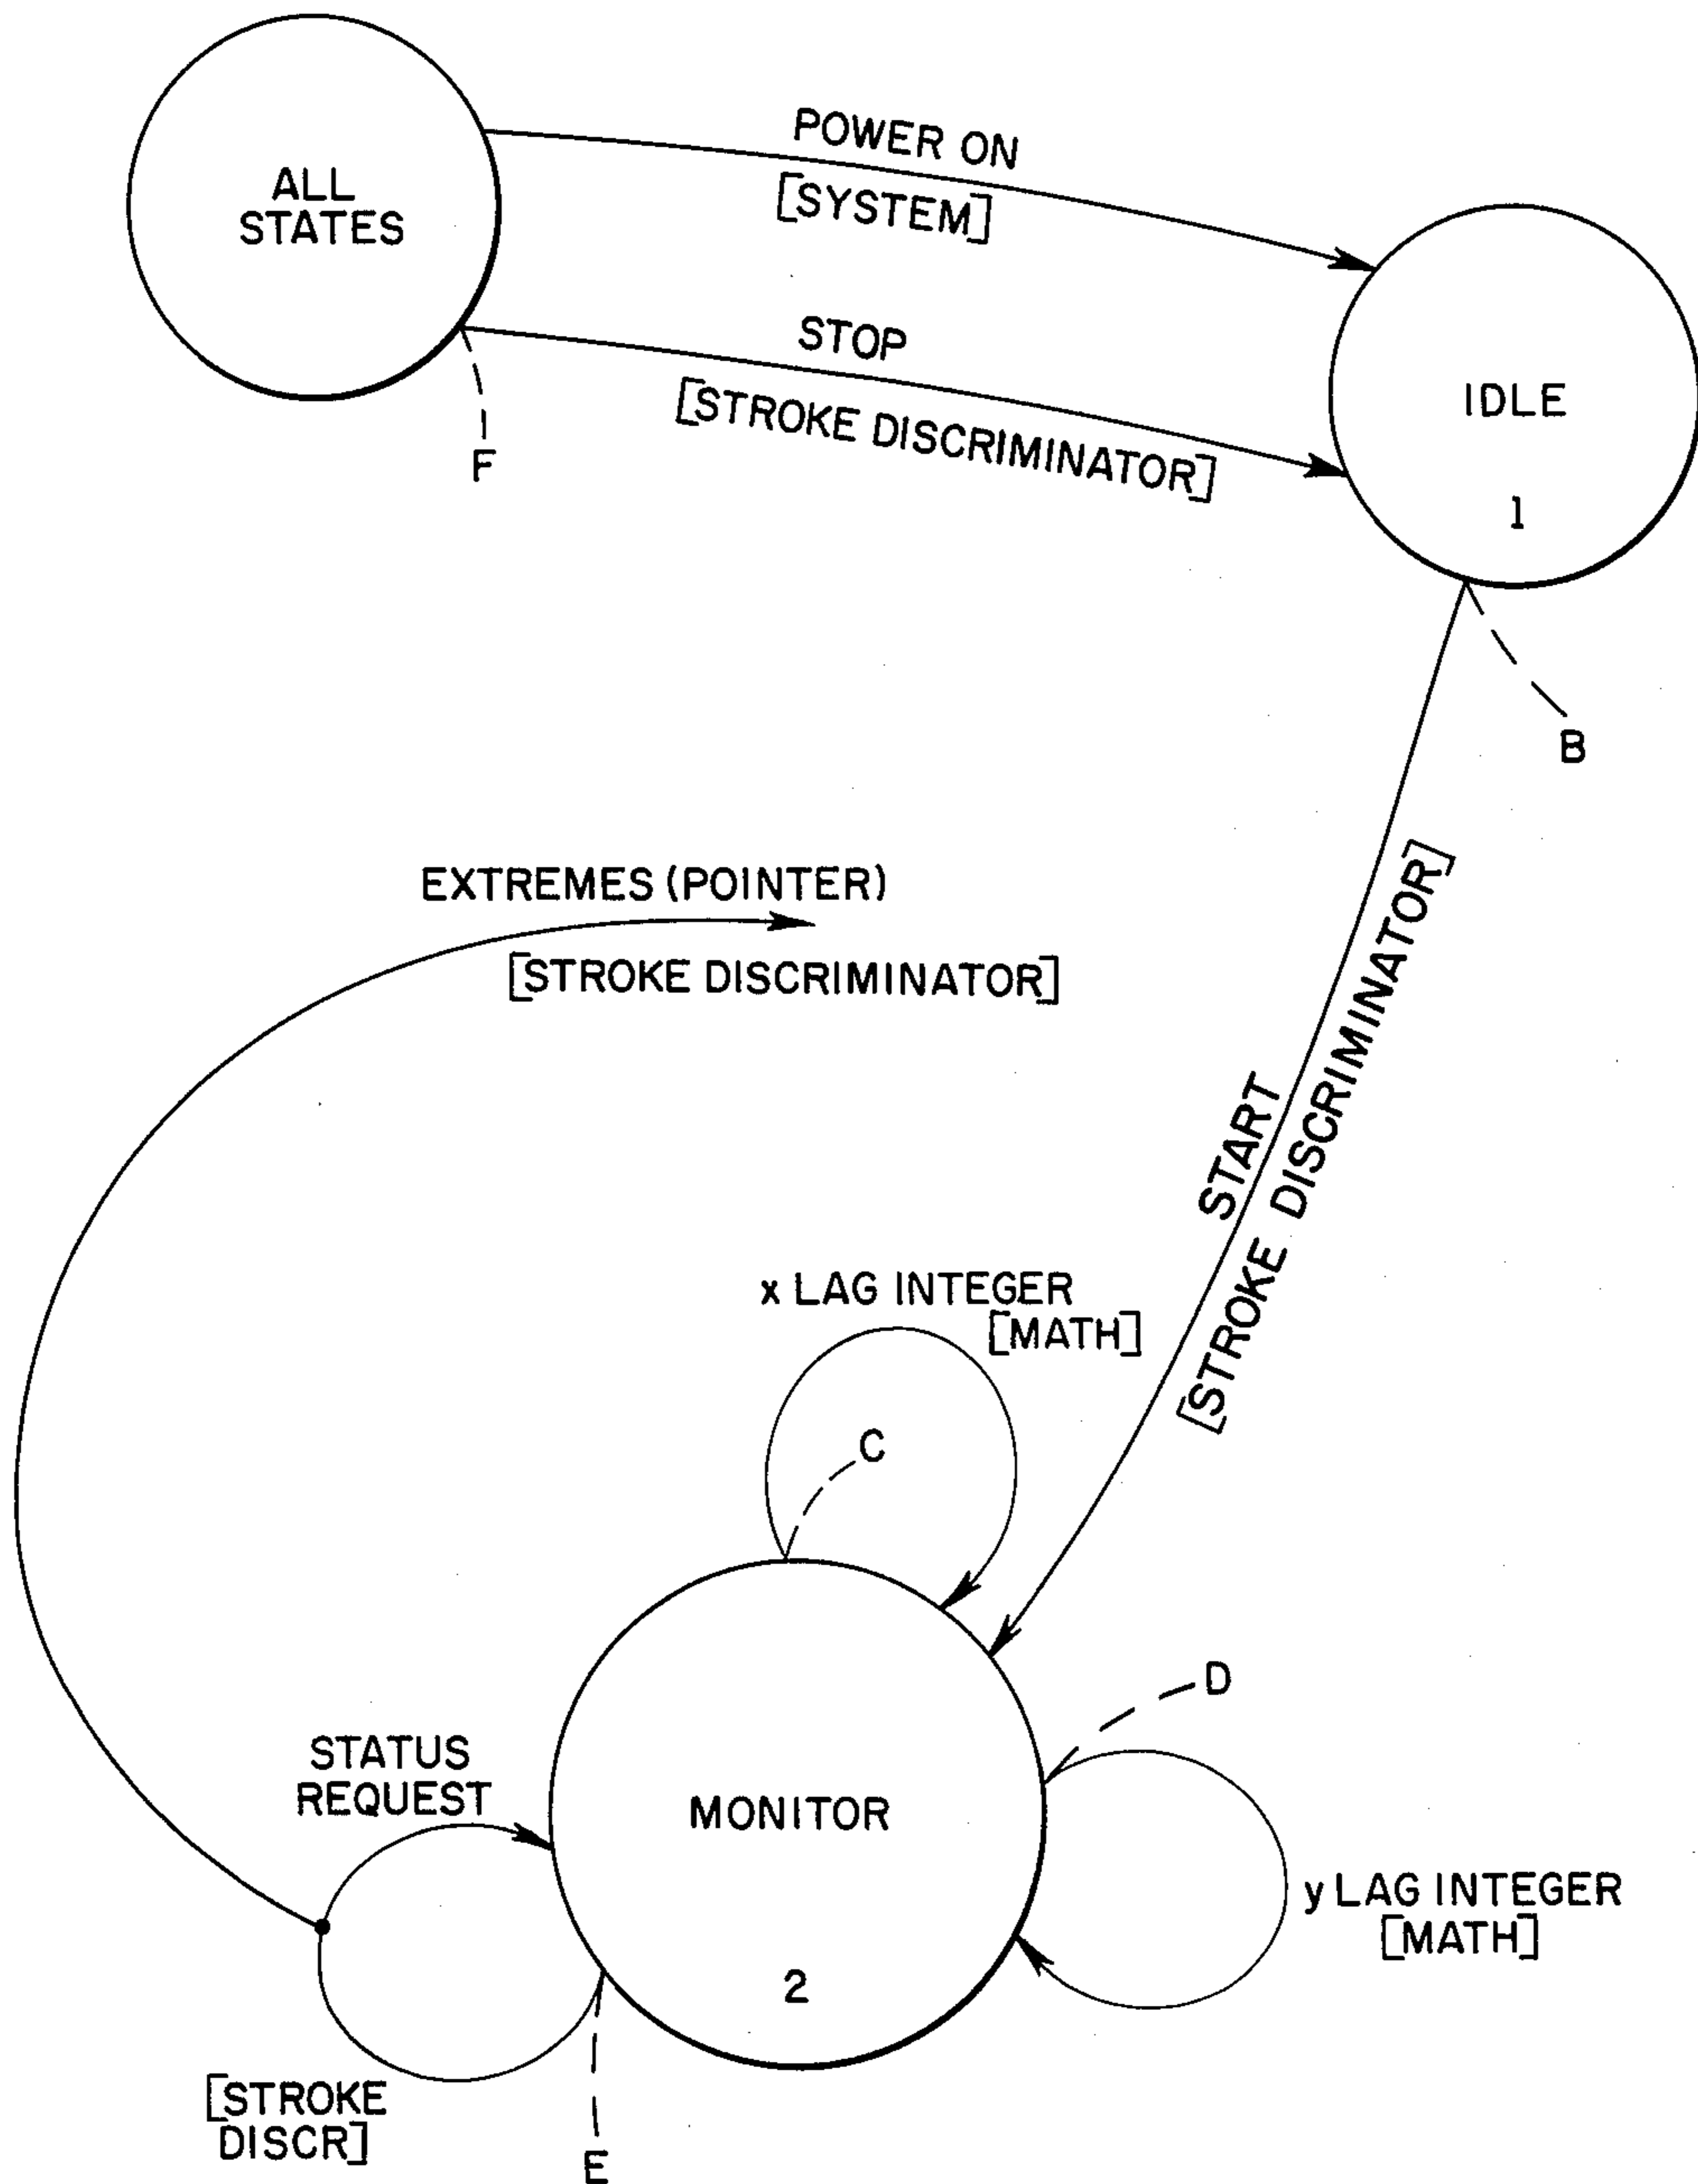 POWER ON
[SYSTEM]
ALL
STATES
STOP
[STROKE DISCRIMINATOR]
IDLE
1
F
B
EXTREMES (POINTER)
[STROKE DISCRIMINATOR]
START
[STROKE DISCRIMINATOR]
x LAG INTEGER
[MATH]
C
D
STATUS
REQUEST
MONITOR
2
y LAG INTEGER
[MATH]
[STROKE
DISCR]
E